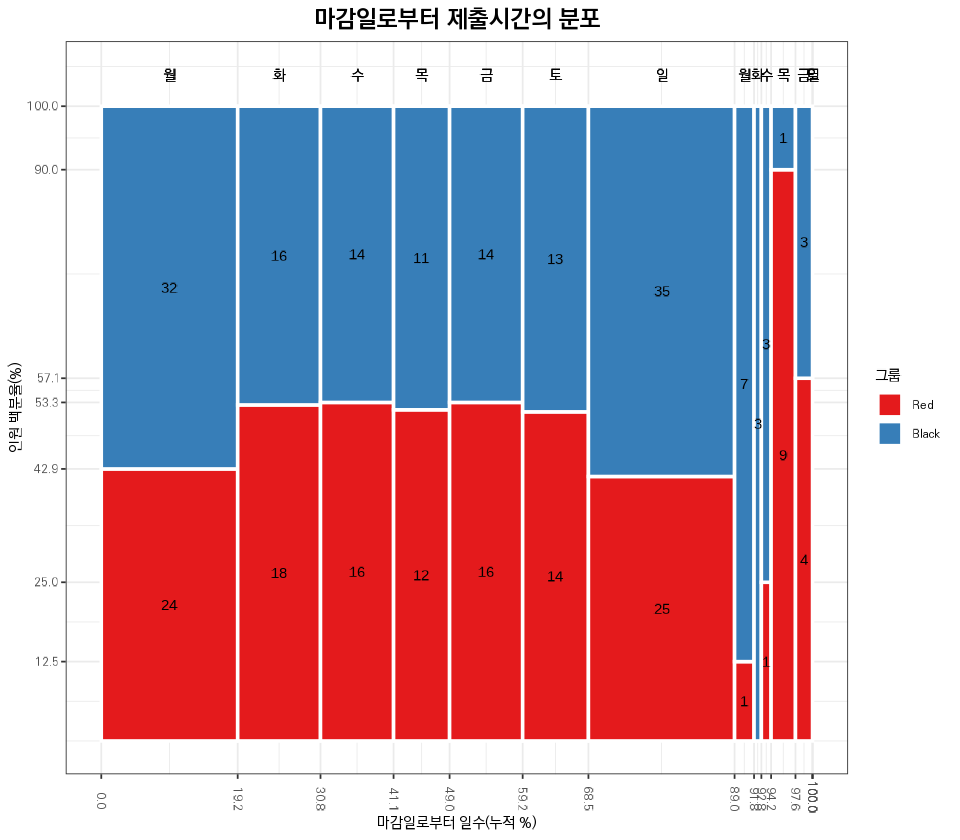 마감일로부터 제출시간의 분포
월 화 수 목 금 토 일 월 화 수 목 금
100.0
90.0
57.1
53.3
42.9
25.0
12.5
인원 백분율(%)
32 16 14 11 14 13 35 7 3 3 1 3
24 18 16 12 16 14 25 1 1 9 4
그룹
Red
Black
0.0 19.2 30.8 41.1 49.0 59.2 68.5 89.0 94.2 97.6 100.0
마감일로부터 일수(누적 %)